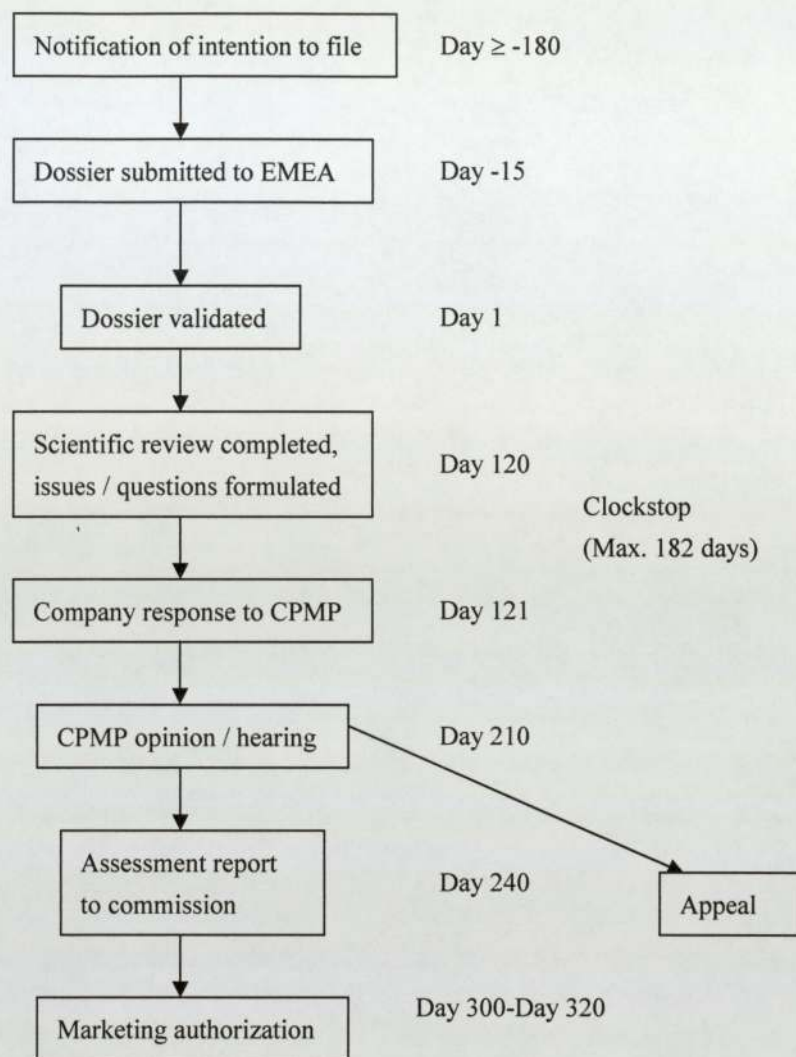 Notification of intention to file
Day ≥ -180
Dossier submitted to EMEA
Day -15
Dossier validated
Day 1
Scientific review completed,
issues / questions formulated
Day 120
Clockstop
(Max. 182 days)
Company response to CPMP
Day 121
CPMP opinion / hearing
Day 210
Assessment report
to commission
Day 240
Appeal
Marketing authorization
Day 300-Day 320